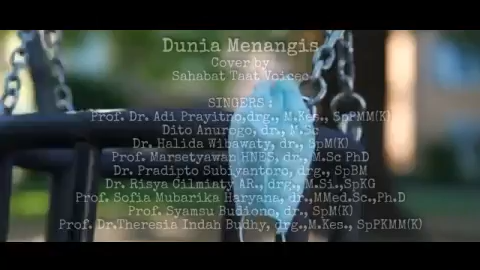 Dunia Menangis
Cover by
Sahabat Taat Voices
SINGERS :
Prof. Dr. Adi Prayitno,drg., M.Kes., SpPMM(K)
Dito Anurogo, dr., M.Sc
Dr. Halida Wibawaty, dr., SpM(K)
Prof. Marsetyawan HNES, dr., M.Sc PhD
Dr. Pradipto Subiyantoro, drg., SpBM
Dr. Risya Cilmiaty AR., drg., M.Si.,SpKG
Prof. Sofia Mubarika Haryana, dr.,MMed.Sc.,Ph.D
Prof. Syamsu Budiono, dr., SpM(K)
Prof. Dr.Theresia Indah Budhy, drg.,M.Kes., SpPKMM(K)